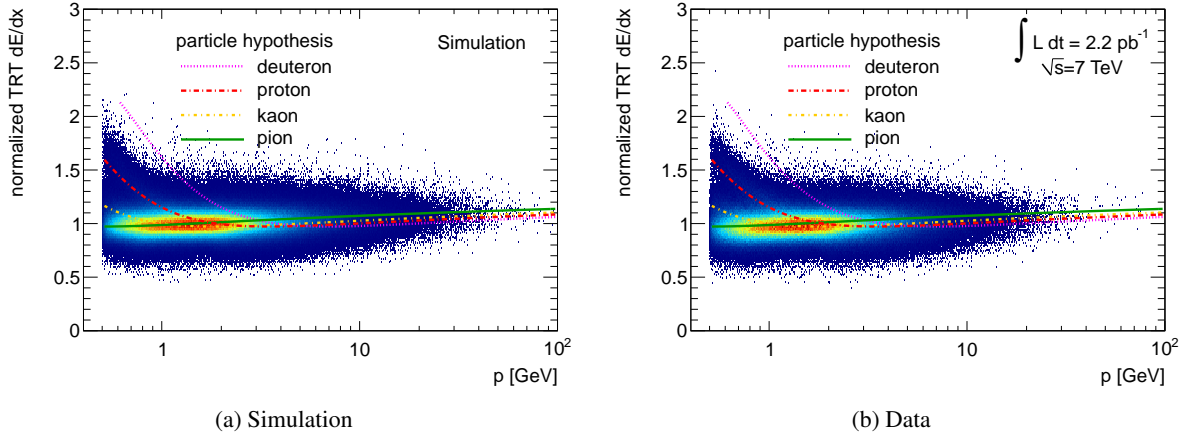 normalized TRT dE/dx
3
2.5
2
1.5
1
0.5
0
particle hypothesis
Simulation
deuteron
proton
kaon
pion
1
10
10²
p [GeV]
(a) Simulation
normalized TRT dE/dx
3
2.5
2
1.5
1
0.5
0
particle hypothesis
∫ L dt = 2.2 pb⁻¹
√s=7 TeV
deuteron
proton
kaon
pion
1
10
10²
p [GeV]
(b) Data